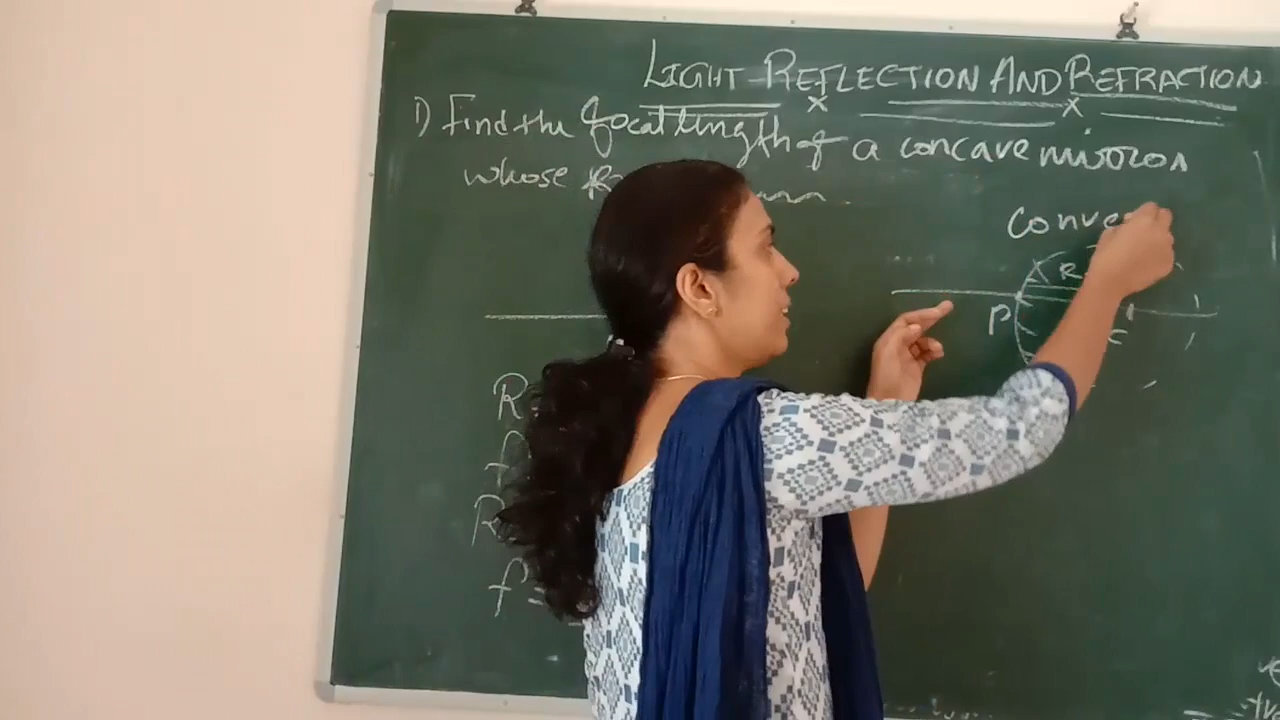 LIGHT REFLECTION AND REFRACTION
1) Find the focal length of a concave mirror
whose R
Conve
R
P
C
R
f
R
f =